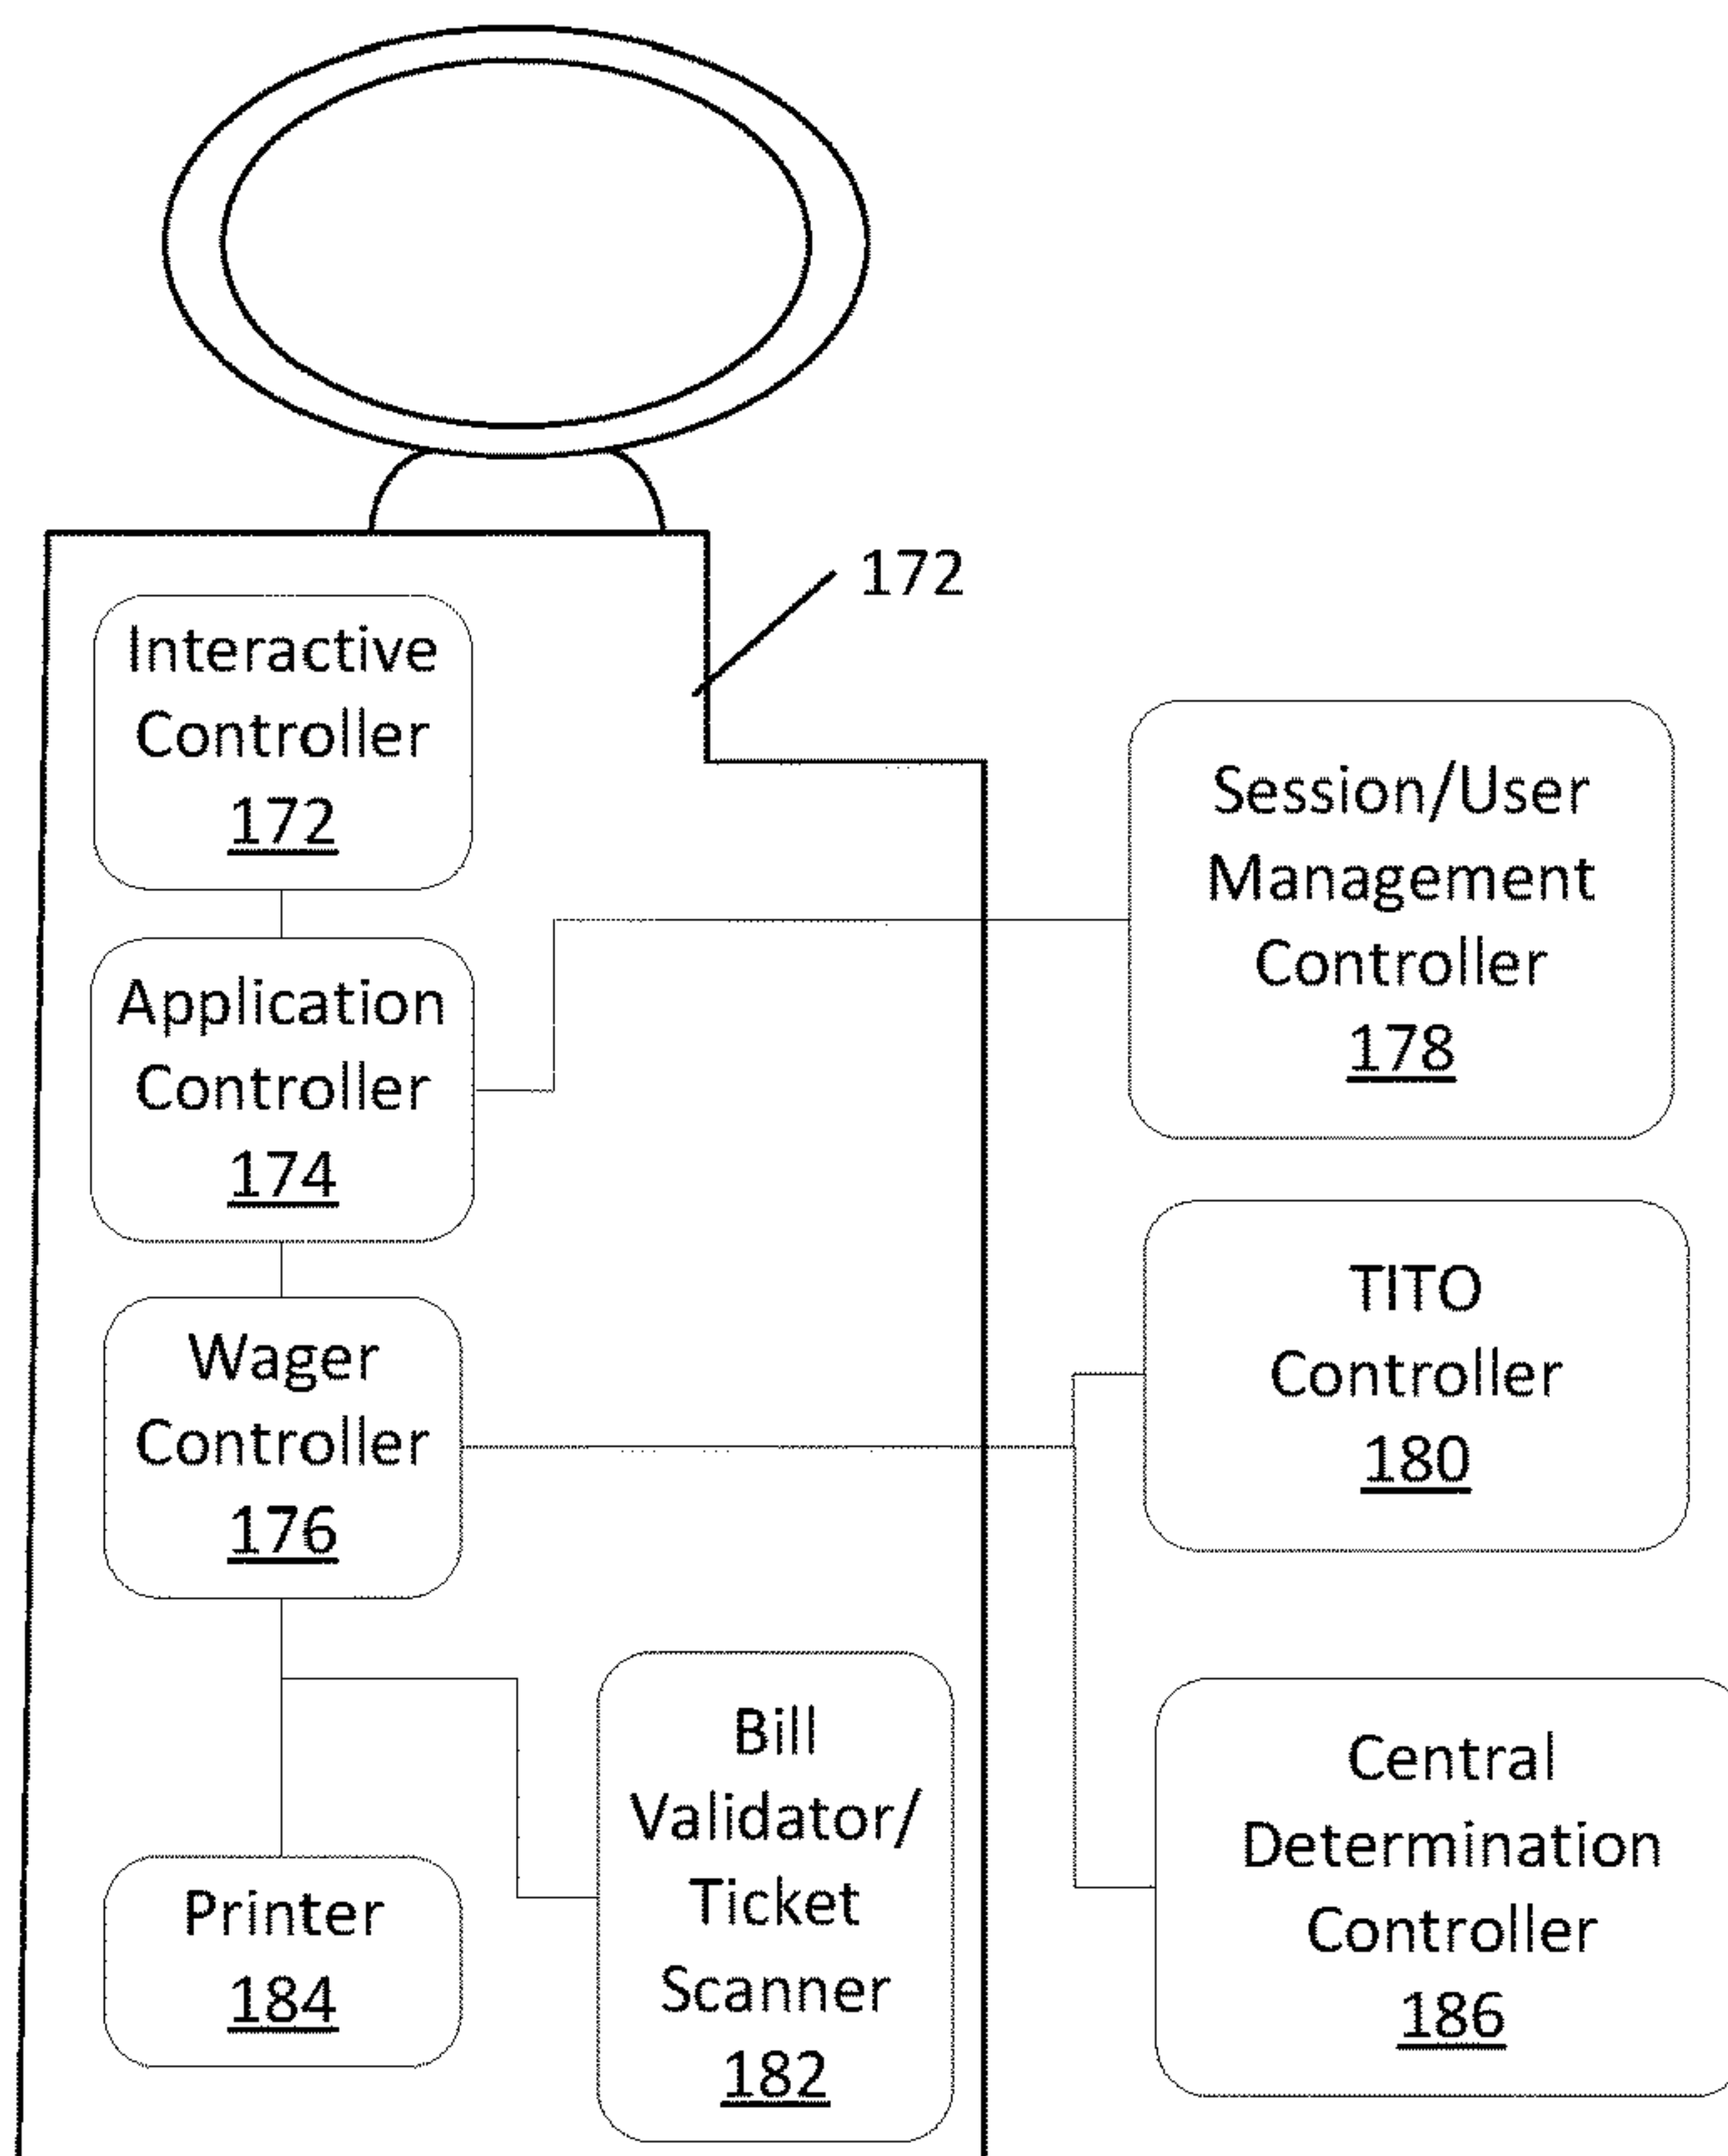 172
Interactive
Controller
172
Application
Controller
174
Wager
Controller
176
Printer
184
Bill
Validator/
Ticket
Scanner
182
Session/User
Management
Controller
178
TITO
Controller
180
Central
Determination
Controller
186